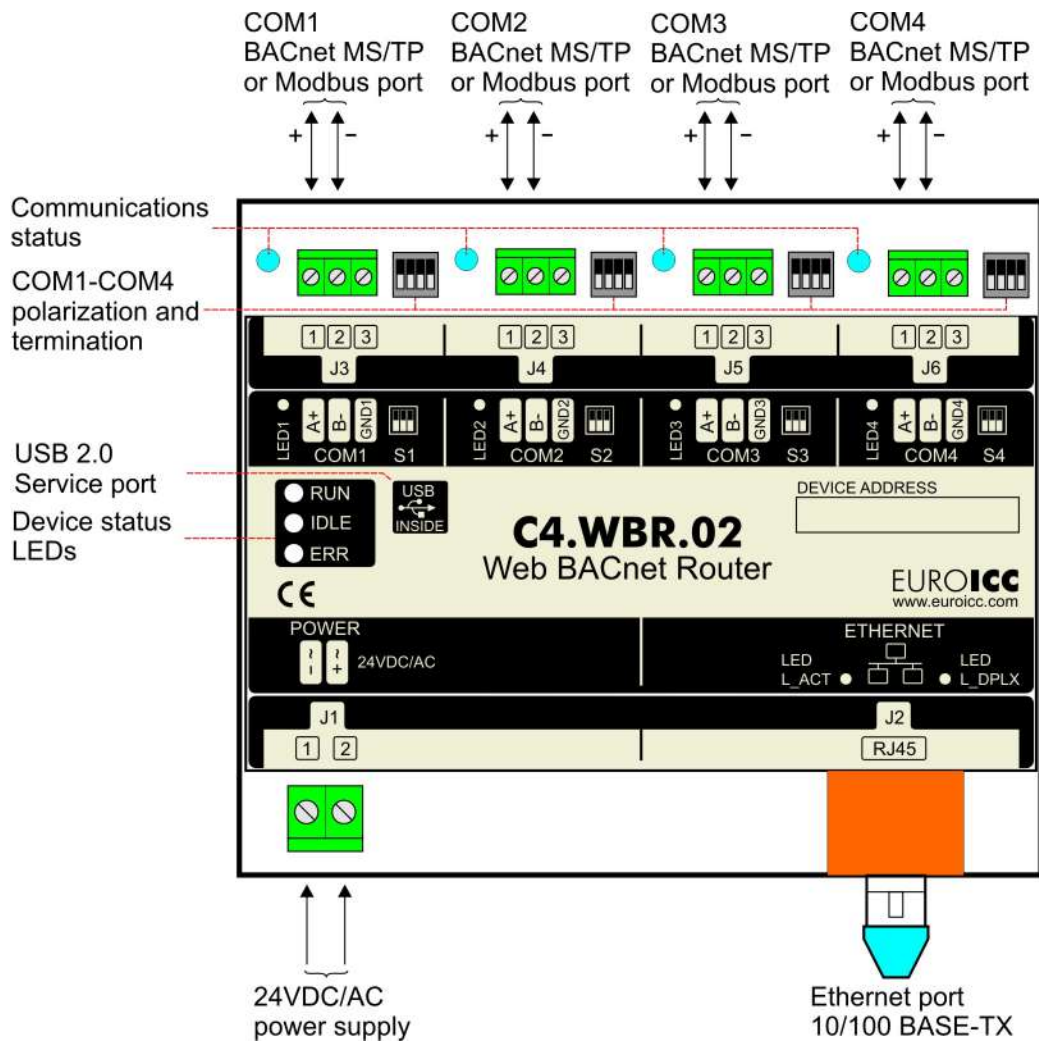 COM1
BACnet MS/TP
or Modbus port
COM2
BACnet MS/TP
or Modbus port
COM3
BACnet MS/TP
or Modbus port
COM4
BACnet MS/TP
or Modbus port
+ −
+ −
+ −
+ −
Communications
status
COM1-COM4
polarization and
termination
1 2 3
J3
1 2 3
J4
1 2 3
J5
1 2 3
J6
LED1 A+ B- GND1
COM1 S1
LED2 A+ B- GND2
COM2 S2
LED3 A+ B- GND3
COM3 S3
LED4 A+ B- GND4
COM4 S4
USB 2.0
Service port
Device status
LEDs
RUN
IDLE
ERR
USB
INSIDE
C4.WBR.02
Web BACnet Router
DEVICE ADDRESS
EUROICC
www.euroicc.com
CE
POWER
~ − ~ +
24VDC/AC
ETHERNET
LED
L_ACT
LED
L_DPLX
J1
1 2
J2
RJ45
24VDC/AC
power supply
Ethernet port
10/100 BASE-TX